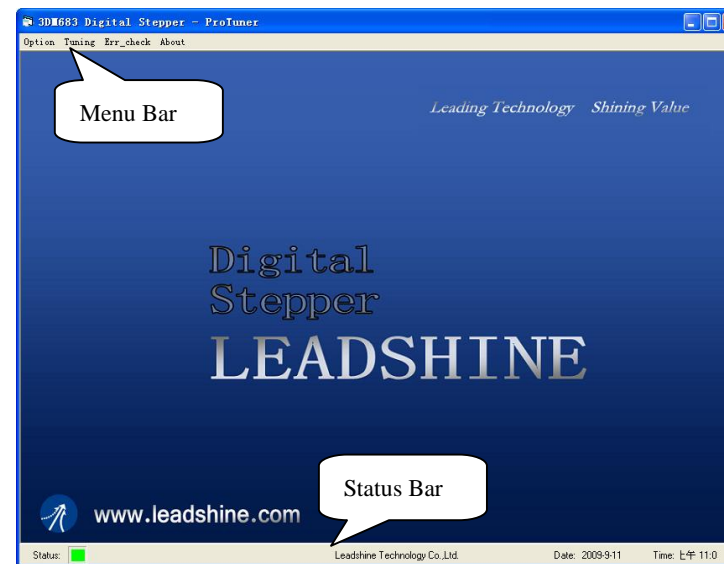 3DM683 Digital Stepper - ProTuner
Option Tuning Err_check About
Menu Bar
Leading Technology Shining Value
Digital
Stepper
LEADSHINE
Status Bar
www.leadshine.com
Status: Leadshine Technology Co.,Ltd. Date: 2009-9-11 Time: 上午 11:0